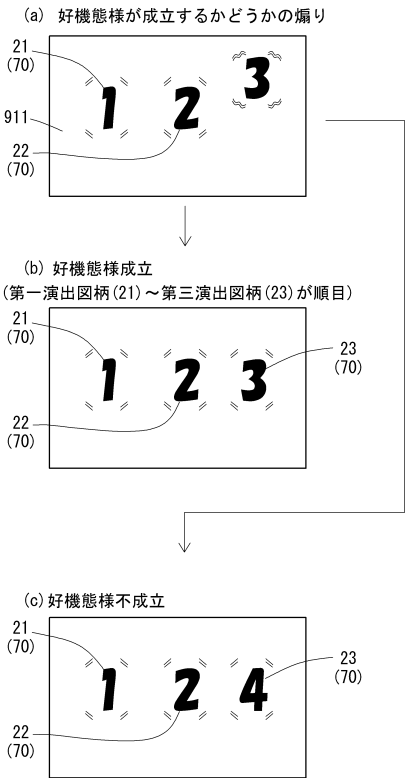 (a) 好機態様が成立するかどうかの煽り
21
(70)
911
22
(70)
1 2 3
(b) 好機態様成立
(第一演出図柄(21)~第三演出図柄(23)が順目)
21
(70)
23
(70)
22
(70)
1 2 3
(c)好機態様不成立
21
(70)
23
(70)
22
(70)
1 2 4